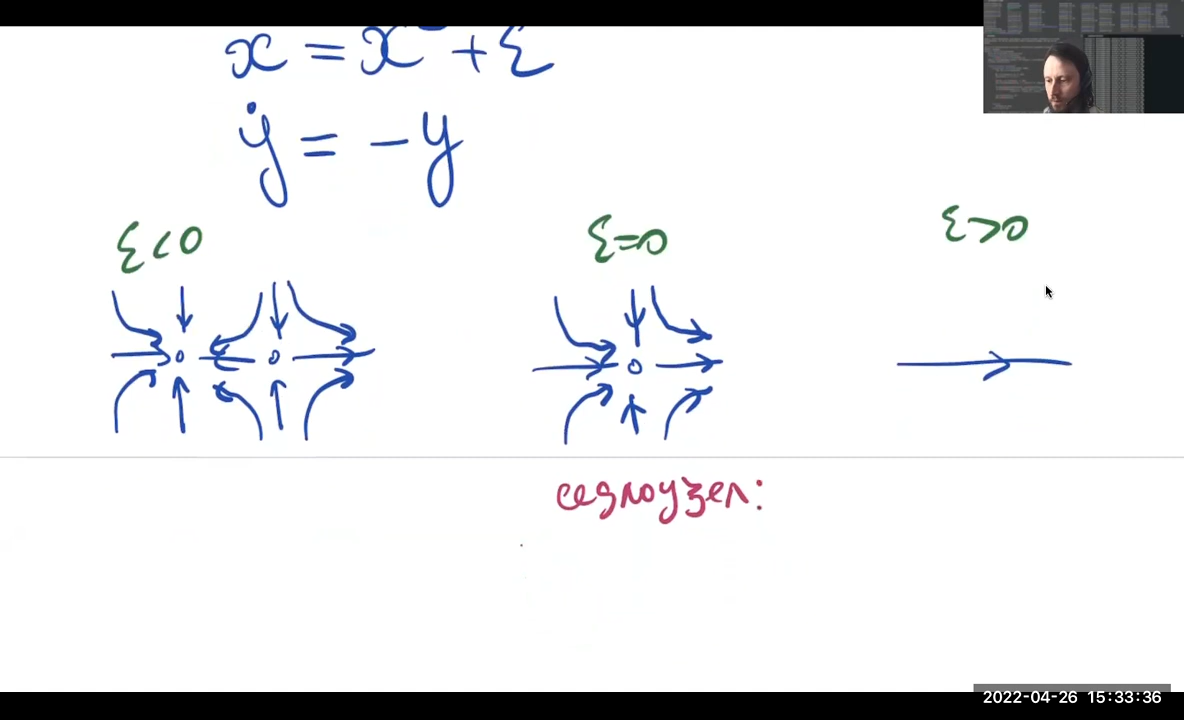 x = x² + ε
ẏ = -y
ε < 0
ε = 0
ε > 0
седлоузел:
2022-04-26 15:33:36